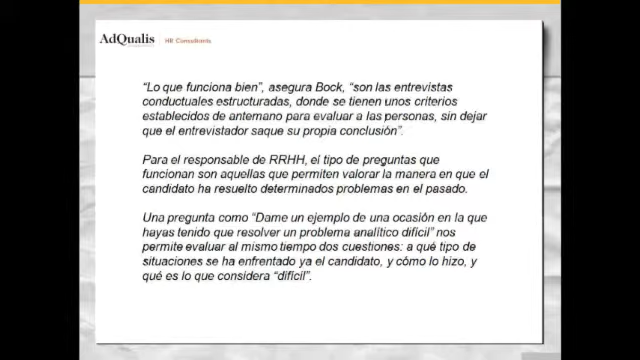 AdQualis HR Consultants
“Lo que funciona bien”, asegura Bock, “son las entrevistas
conductuales estructuradas, donde se tienen unos criterios
establecidos de antemano para evaluar a las personas, sin dejar
que el entrevistador saque su propia conclusión”.
Para el responsable de RRHH, el tipo de preguntas que
funcionan son aquellas que permiten valorar la manera en que el
candidato ha resuelto determinados problemas en el pasado.
Una pregunta como “Dame un ejemplo de una ocasión en la que
hayas tenido que resolver un problema analítico difícil” nos
permite evaluar al mismo tiempo dos cuestiones: a qué tipo de
situaciones se ha enfrentado ya el candidato, y cómo lo hizo, y
qué es lo que considera “difícil”.